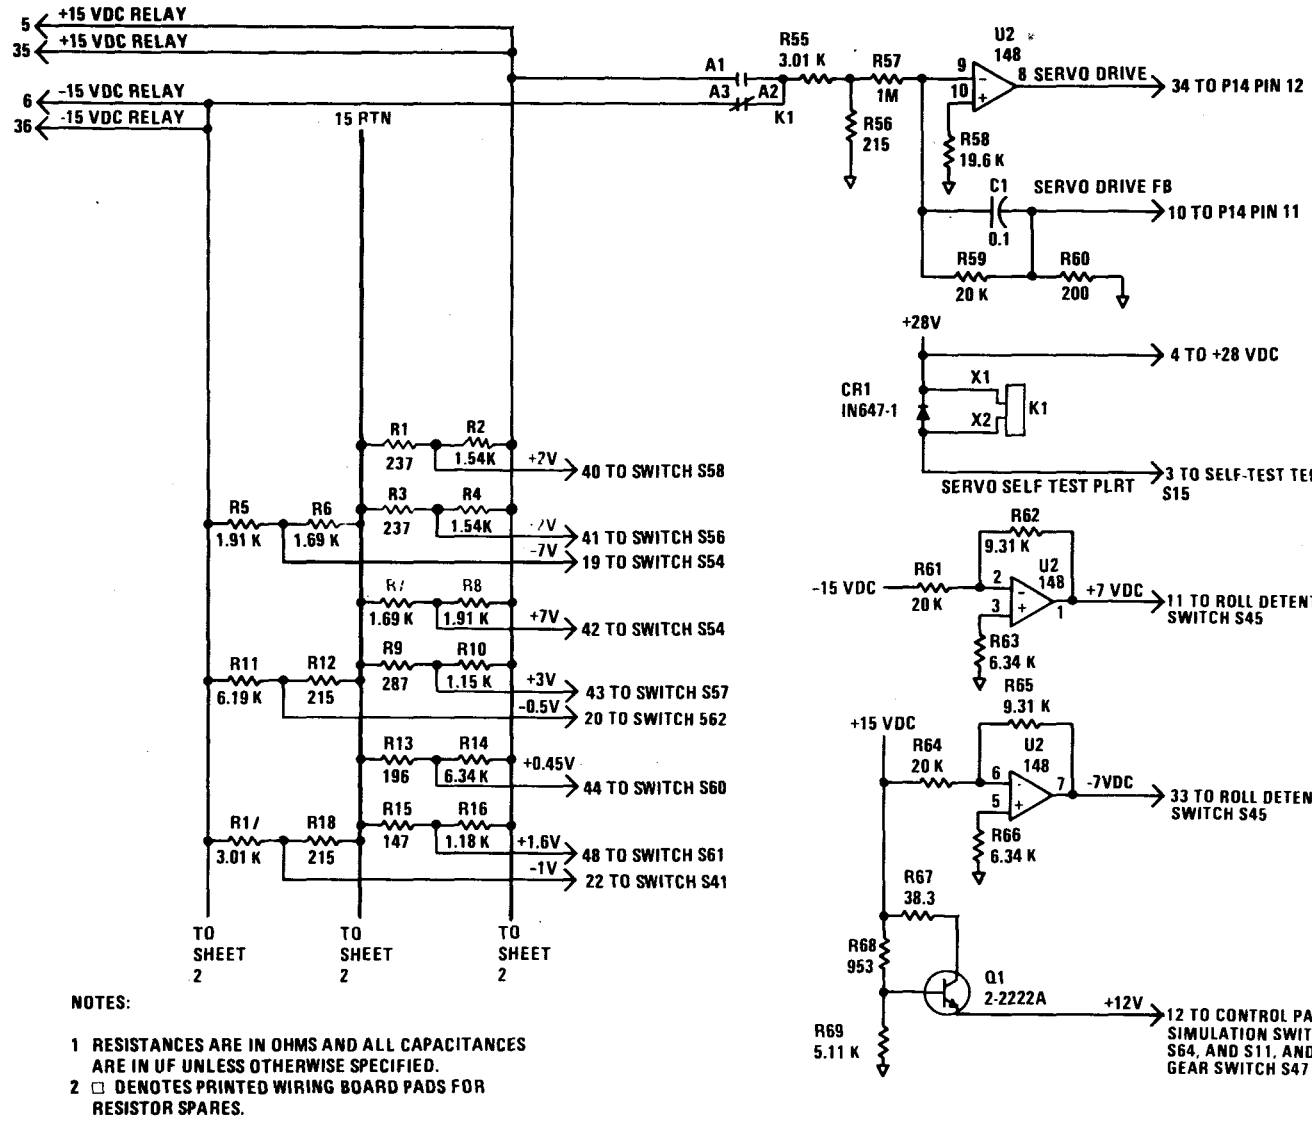 5 +15 VDC RELAY
35 +15 VDC RELAY
6 -15 VDC RELAY
36 -15 VDC RELAY
15 RTN
A1
A3 A2
K1
R55
3.01 K
R57
1M
R56
215
U2
148
9
10
8 SERVO DRIVE
34 TO P14 PIN 12
R58
19.6 K
C1
0.1
SERVO DRIVE FB
10 TO P14 PIN 11
R59
20 K
R60
200
+28V
4 TO +28 VDC
CR1
IN647-1
X1
X2
K1
SERVO SELF TEST PLRT
3 TO SELF-TEST TE
S15
R1
237
R2
1.54K
+2V
40 TO SWITCH S58
R3
237
R4
1.54K
41 TO SWITCH S56
R5
1.91 K
R6
1.69 K
-7V
19 TO SWITCH S54
1.69 K
R8
1.91 K
+7V
42 TO SWITCH S54
R9
287
R10
1.15 K
+3V
43 TO SWITCH S57
R11
6.19 K
R12
215
-0.5V
20 TO SWITCH 562
R13
196
R14
6.34 K
+0.45V
44 TO SWITCH S60
R15
147
R16
1.18 K
+1.6V
48 TO SWITCH S61
3.01 K
R18
215
-1V
22 TO SWITCH S41
R62
9.31 K
R61
20 K
-15 VDC
U2
148
2
3
1
+7 VDC
11 TO ROLL DETEN
SWITCH S45
R63
6.34 K
R65
9.31 K
+15 VDC
R64
20 K
U2
148
6
5
7
-7VDC
33 TO ROLL DETEN
SWITCH S45
R66
6.34 K
R67
38.3
R68
953
Q1
2-2222A
+12V
12 TO CONTROL PA
SIMULATION SWIT
S64, AND S11, AND
GEAR SWITCH S47
R69
5.11 K
TO
SHEET
2
TO
SHEET
2
TO
SHEET
2
NOTES:
1 RESISTANCES ARE IN OHMS AND ALL CAPACITANCES
ARE IN UF UNLESS OTHERWISE SPECIFIED.
2 □ DENOTES PRINTED WIRING BOARD PADS FOR
RESISTOR SPARES.